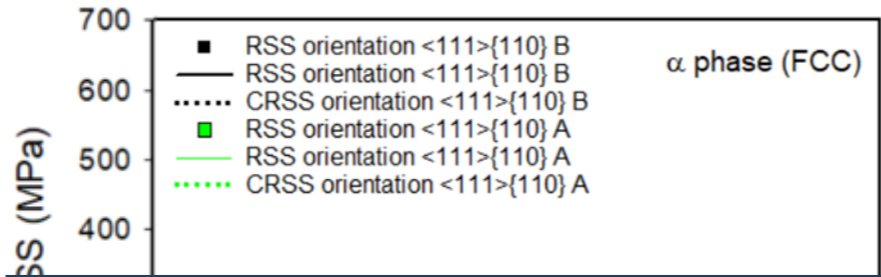 700
RSS orientation <111>{110} B
RSS orientation <111>{110} B
α phase (FCC)
600
CRSS orientation <111>{110} B
RSS orientation <111>{110} A
500
RSS orientation <111>{110} A
CRSS orientation <111>{110} A
400
(MPa)